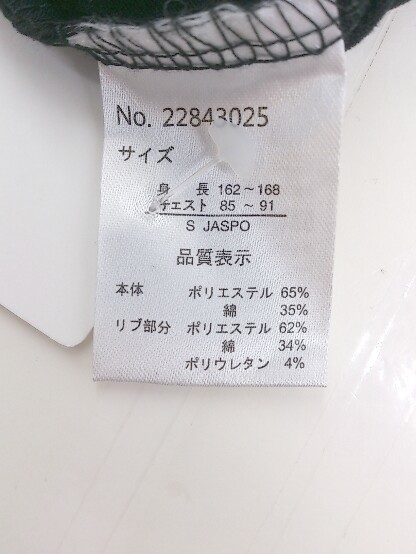 No. 22843025
サイズ
身長 162～168
チェスト 85～91
S JASPO
品質表示
本体 ポリエステル 65%
綿 35%
リブ部分 ポリエステル 62%
綿 34%
ポリウレタン 4%